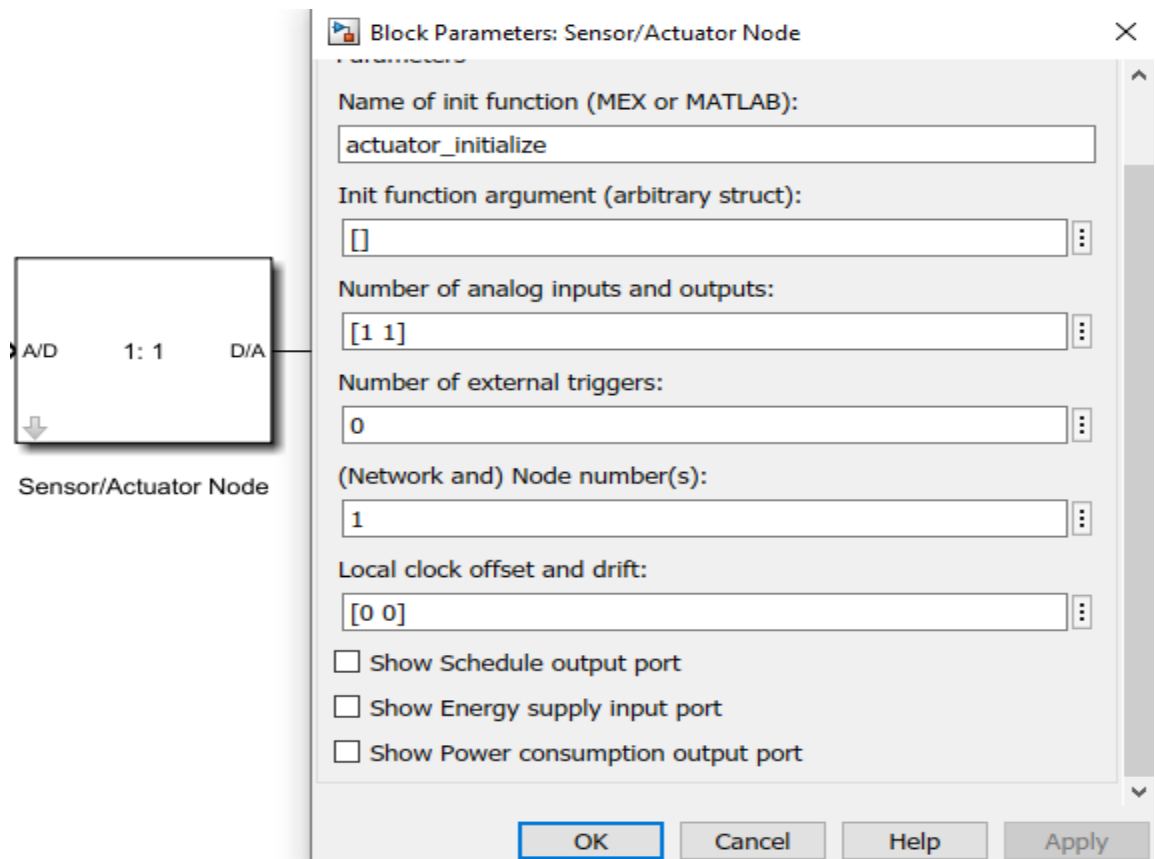 Block Parameters: Sensor/Actuator Node
Parameters
Name of init function (MEX or MATLAB):
actuator_initialize
Init function argument (arbitrary struct):
[]
Number of analog inputs and outputs:
[1 1]
Number of external triggers:
0
(Network and) Node number(s):
1
Local clock offset and drift:
[0 0]
Show Schedule output port
Show Energy supply input port
Show Power consumption output port
OK Cancel Help Apply
A/D 1: 1 D/A
Sensor/Actuator Node